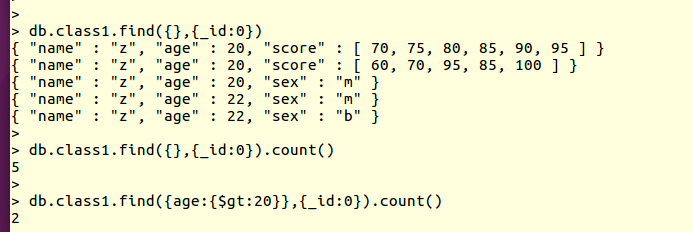 >
> db.class1.find({},{_id:0})
{ "name" : "z", "age" : 20, "score" : [ 70, 75, 80, 85, 90, 95 ] }
{ "name" : "z", "age" : 20, "score" : [ 60, 70, 95, 85, 100 ] }
{ "name" : "z", "age" : 20, "sex" : "m" }
{ "name" : "z", "age" : 22, "sex" : "m" }
{ "name" : "z", "age" : 22, "sex" : "b" }
>
> db.class1.find({},{_id:0}).count()
5
>
> db.class1.find({age:{$gt:20}},{_id:0}).count()
2